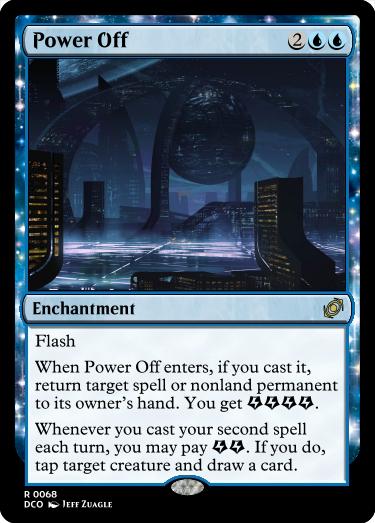 Power Off 2
Enchantment
Flash
When Power Off enters, if you cast it,
return target spell or nonland permanent
to its owner's hand. You get .
Whenever you cast your second spell
each turn, you may pay . If you do,
tap target creature and draw a card.
R 0068
DCO Jeff Zuagle